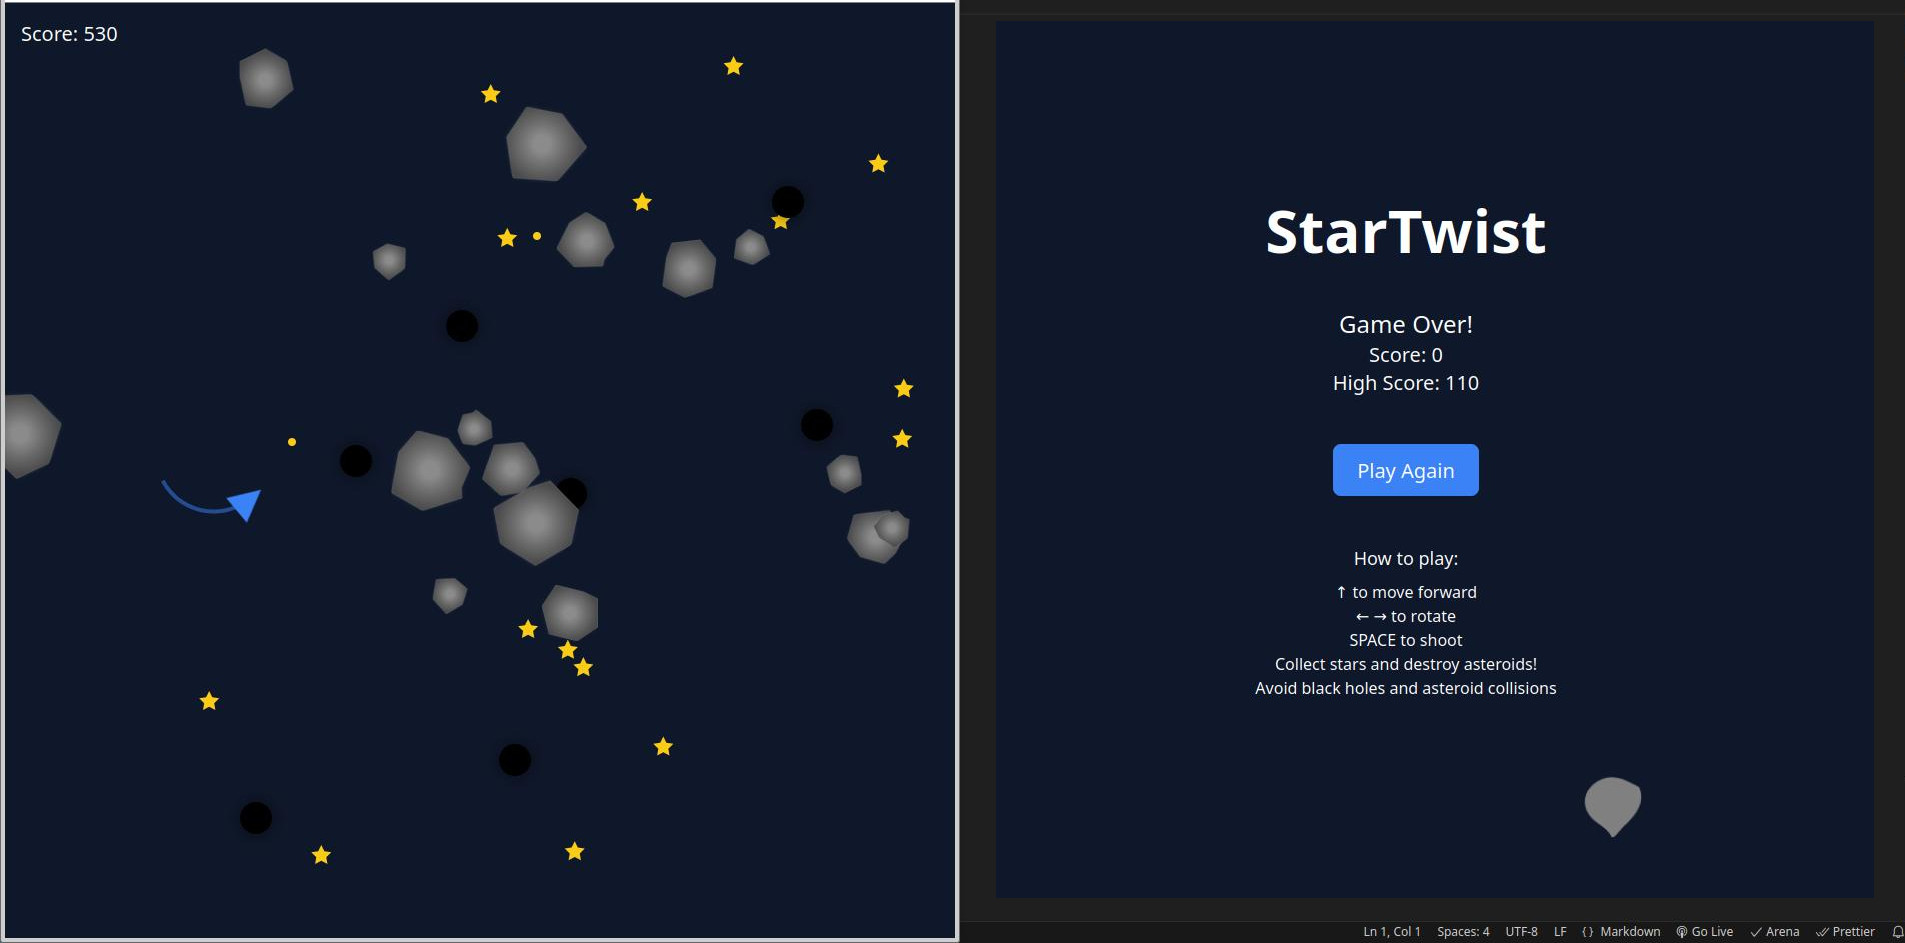 Score: 530
StarTwist
Game Over!
Score: 0
High Score: 110
Play Again
How to play:
↑ to move forward
← → to rotate
SPACE to shoot
Collect stars and destroy asteroids!
Avoid black holes and asteroid collisions
Ln 1, Col 1 Spaces: 4 UTF-8 LF {} Markdown Go Live ✓ Arena Prettier